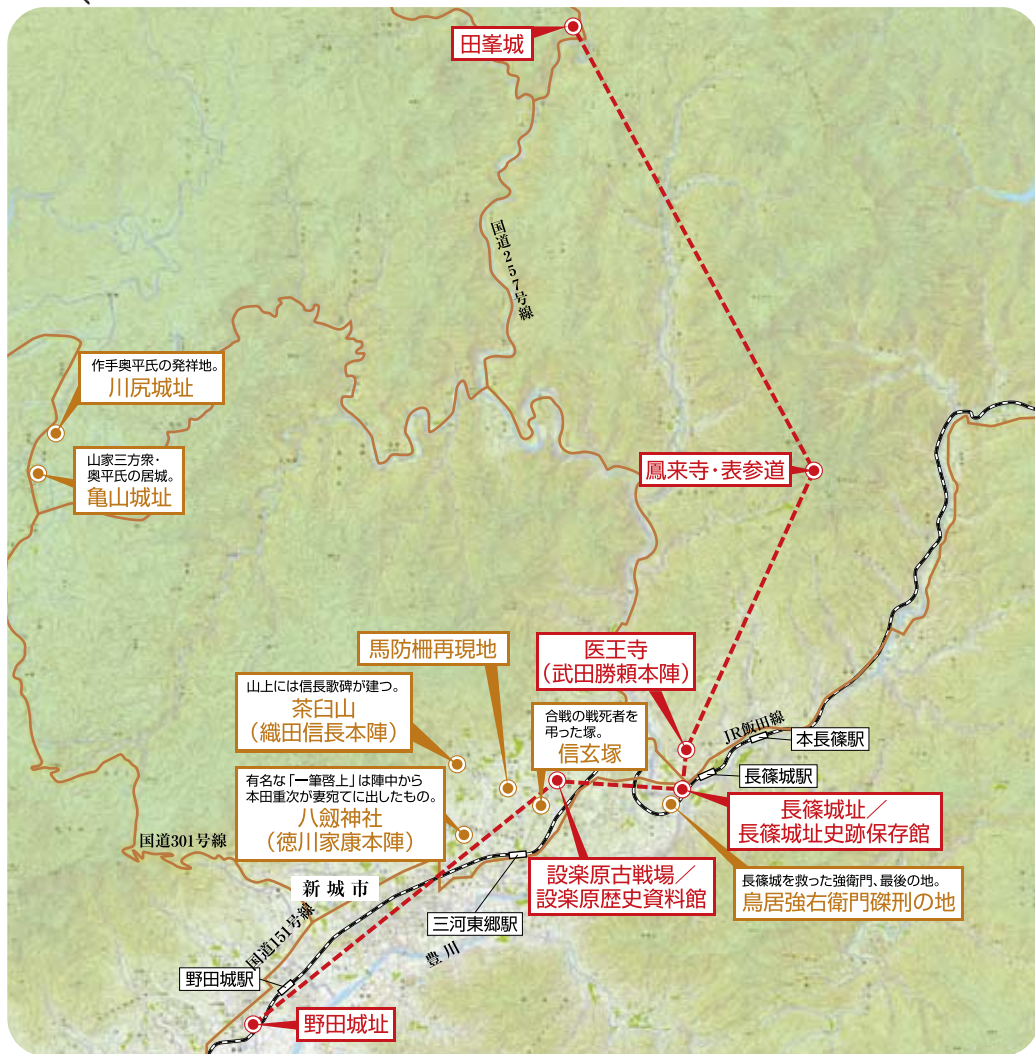 田峯城
国道257号線
作手奥平氏の発祥地。
川尻城址
山家三方衆・
奥平氏の居城。
亀山城址
鳳来寺・表参道
馬防柵再現地
医王寺
（武田勝頼本陣）
山上には信長歌碑が建つ。
茶臼山
（織田信長本陣）
合戦の戦死者を
弔った塚。
信玄塚
JR飯田線
本長篠駅
長篠城駅
有名な「一筆啓上」は陣中から
本田重次が妻宛てに出したもの。
八劔神社
（徳川家康本陣）
長篠城址／
長篠城址史跡保存館
国道301号線
設楽原古戦場／
設楽原歴史資料館
長篠城を救った強衛門、最後の地。
鳥居強右衛門磔刑の地
新城市
三河東郷駅
国道151号線
豊川
野田城駅
野田城址